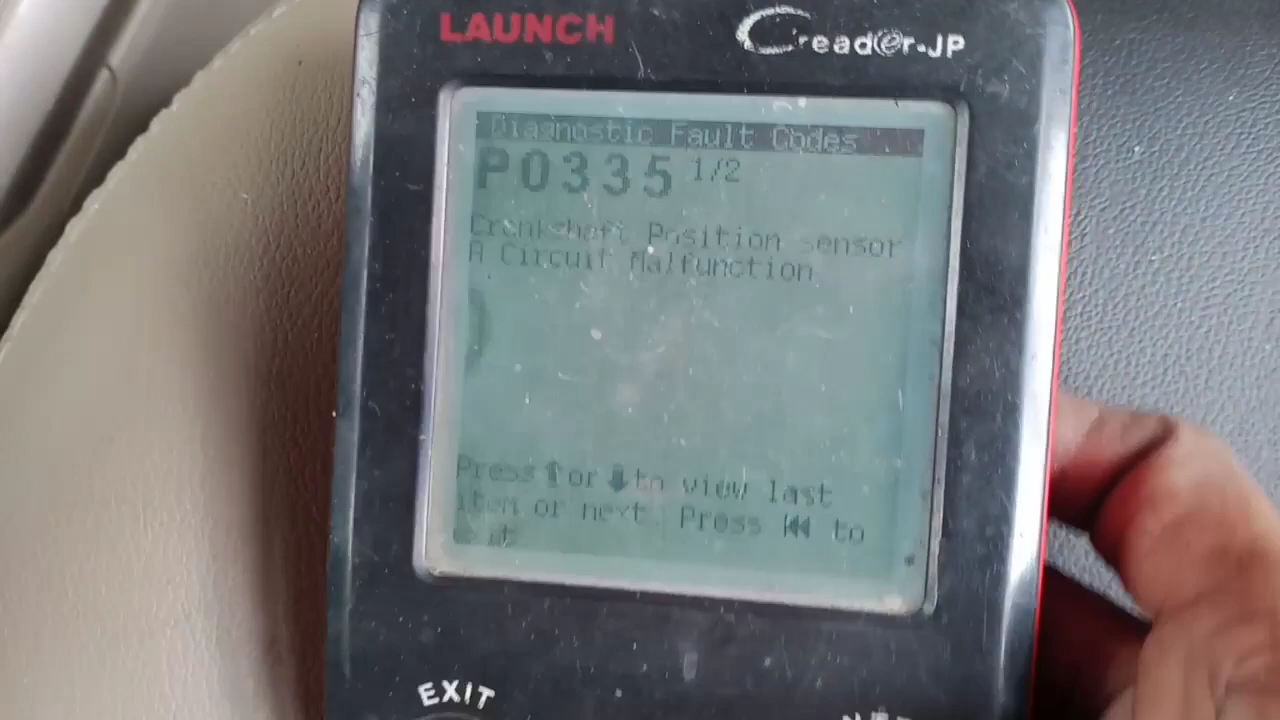 LAUNCH
Creader-JP
Diagnostic Fault Codes
P0335 1/2
Crankshaft Position sensor
A Circuit Malfunction
Press ⬆ or ⬇ to view last
item or next. Press ⏮ to
EXIT